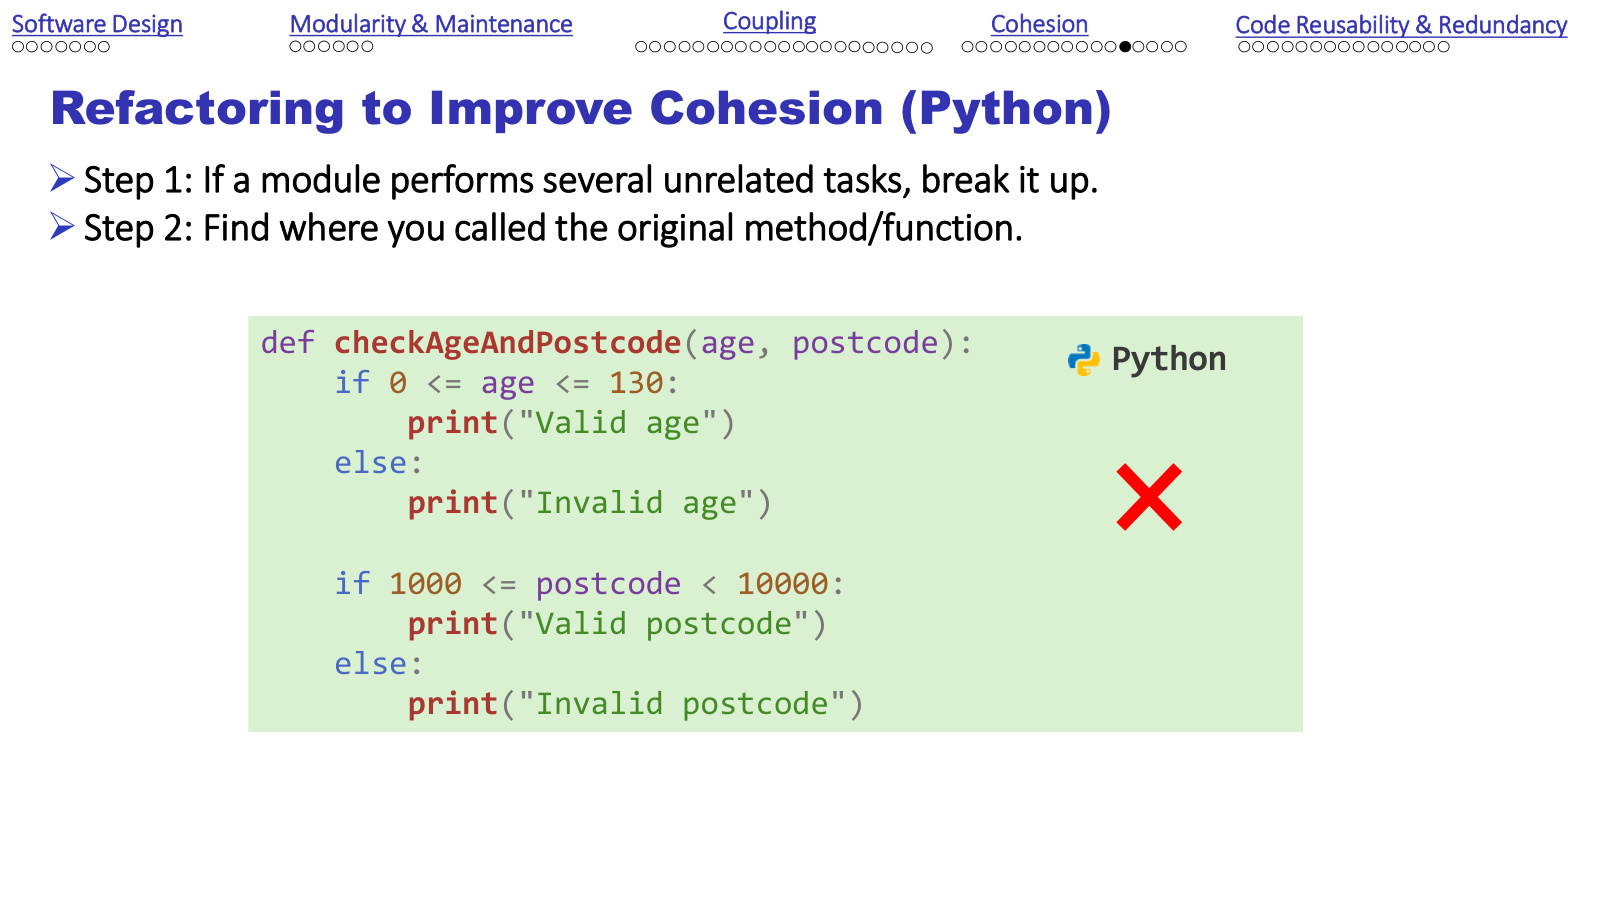 Software Design
Modularity & Maintenance
Coupling
Cohesion
Code Reusability & Redundancy
Refactoring to Improve Cohesion (Python)
Step 1: If a module performs several unrelated tasks, break it up.
Step 2: Find where you called the original method/function.
def checkAgeAndPostcode(age, postcode):
    if 0 <= age <= 130:
        print("Valid age")
    else:
        print("Invalid age")
    if 1000 <= postcode < 10000:
        print("Valid postcode")
    else:
        print("Invalid postcode")
Python